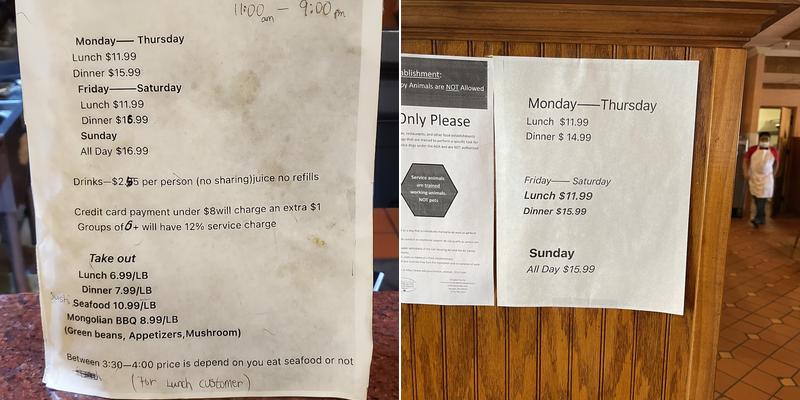 11:00 am - 9:00 pm
Monday—— Thursday
Lunch $11.99
Dinner $15.99
Friday———Saturday
Lunch $11.99
Dinner $16.99
Sunday
All Day $16.99
Drinks—$2.55 per person (no sharing)juice no refills
Credit card payment under $8will charge an extra $1
Groups of 6+ will have 12% service charge
Take out
Lunch 6.99/LB
Dinner 7.99/LB
Seafood 10.99/LB
Mongolian BBQ 8.99/LB
(Green beans, Appetizers,Mushroom)
Between 3:30—4:00 price is depend on you eat seafood or not
(For Lunch customer)
ablishment:
py Animals are NOT Allowed
Only Please
Service animals
are trained
working animals.
NOT pets
Monday——Thursday
Lunch $11.99
Dinner $ 14.99
Friday—— Saturday
Lunch $11.99
Dinner $15.99
Sunday
All Day $15.99